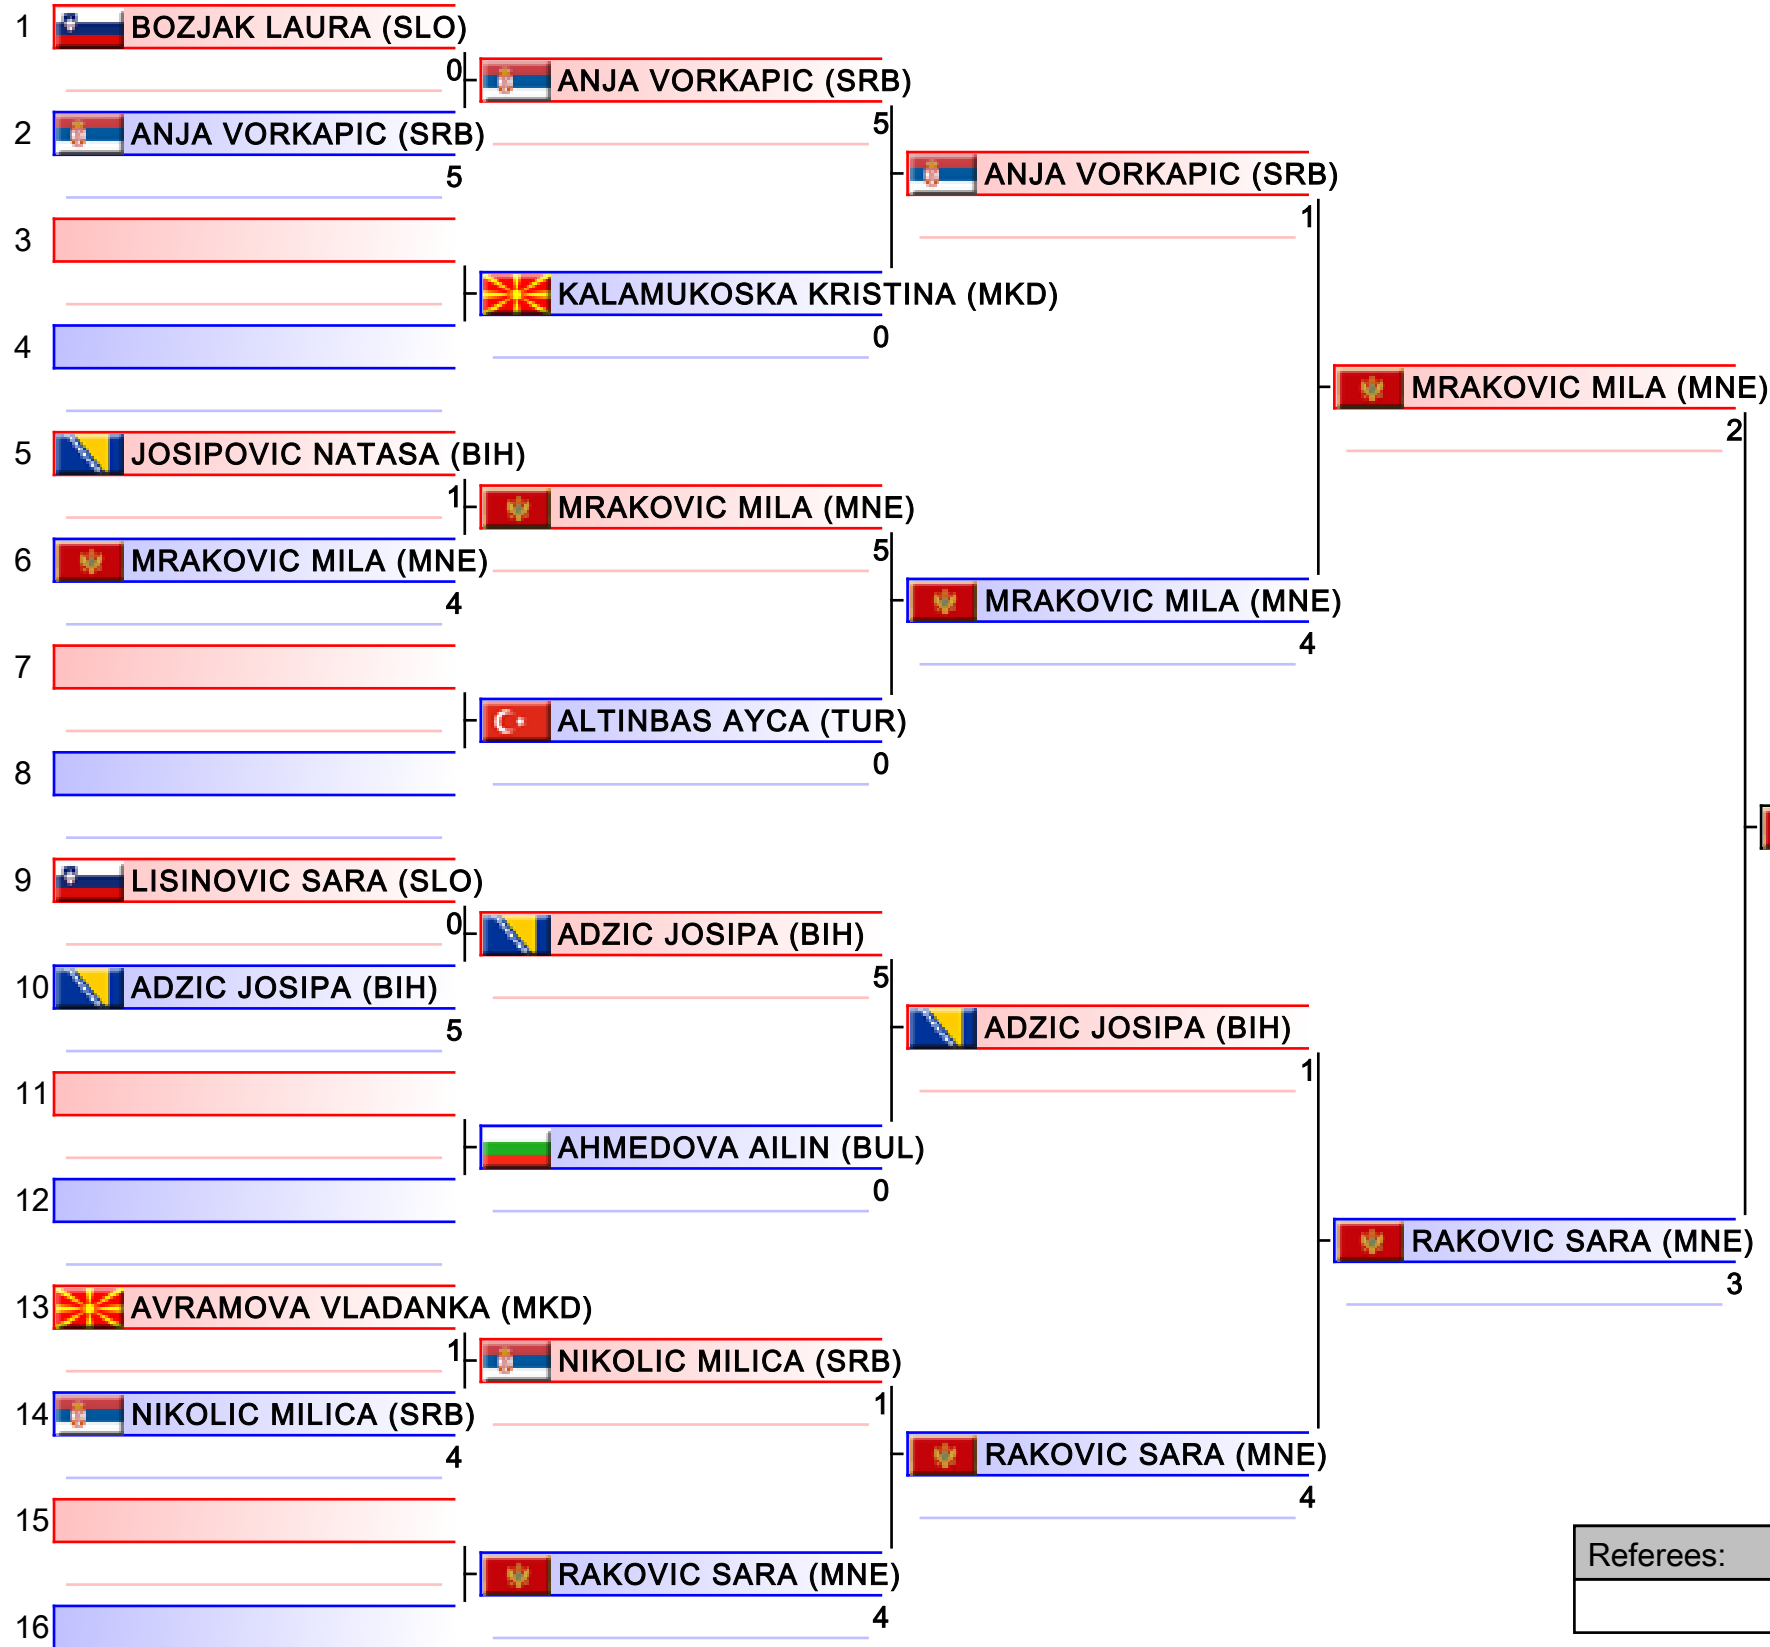 1 BOZJAK LAURA (SLO)
0 ANJA VORKAPIC (SRB)
2 ANJA VORKAPIC (SRB) 5
5 ANJA VORKAPIC (SRB)
1
3
KALAMUKOSKA KRISTINA (MKD)
4 0
MRAKOVIC MILA (MNE)
2
5 JOSIPOVIC NATASA (BIH)
1 MRAKOVIC MILA (MNE)
6 MRAKOVIC MILA (MNE) 5
4 MRAKOVIC MILA (MNE)
4
7
ALTINBAS AYCA (TUR)
8 0
9 LISINOVIC SARA (SLO)
0 ADZIC JOSIPA (BIH)
10 ADZIC JOSIPA (BIH) 5
5 ADZIC JOSIPA (BIH)
1
11
AHMEDOVA AILIN (BUL)
12 0
RAKOVIC SARA (MNE)
3
13 AVRAMOVA VLADANKA (MKD)
1 NIKOLIC MILICA (SRB)
14 NIKOLIC MILICA (SRB) 1
4 RAKOVIC SARA (MNE)
4
15
Referees:
RAKOVIC SARA (MNE)
16 4